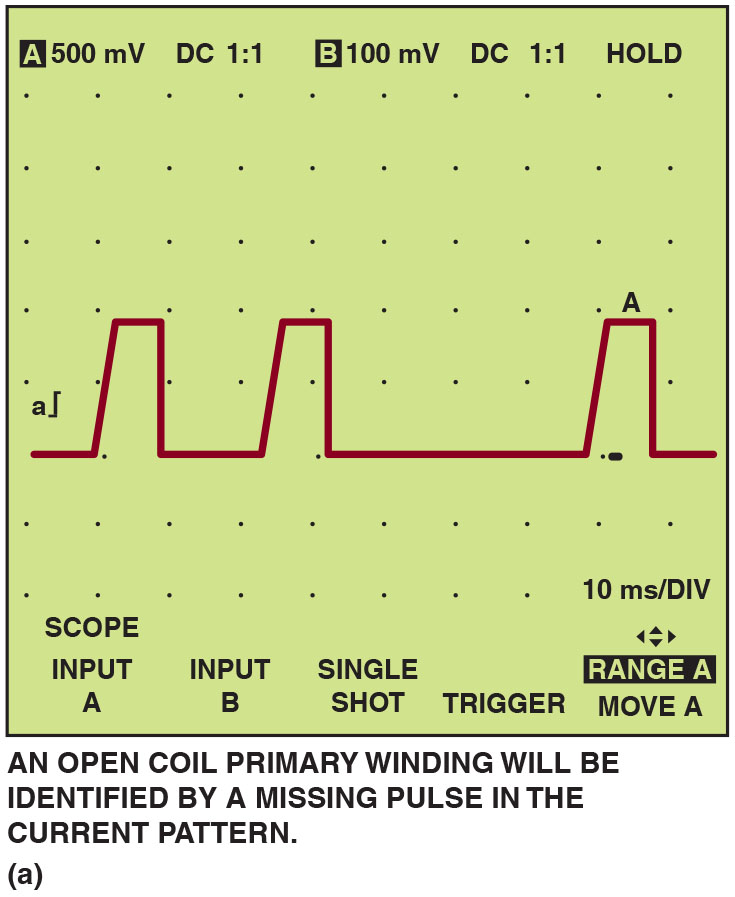 A 500 mV DC 1:1 B 100 mV DC 1:1 HOLD
A
a
10 ms/DIV
SCOPE
INPUT A
INPUT B
SINGLE SHOT
TRIGGER
RANGE A
MOVE A
AN OPEN COIL PRIMARY WINDING WILL BE
IDENTIFIED BY A MISSING PULSE IN THE
CURRENT PATTERN.
(a)